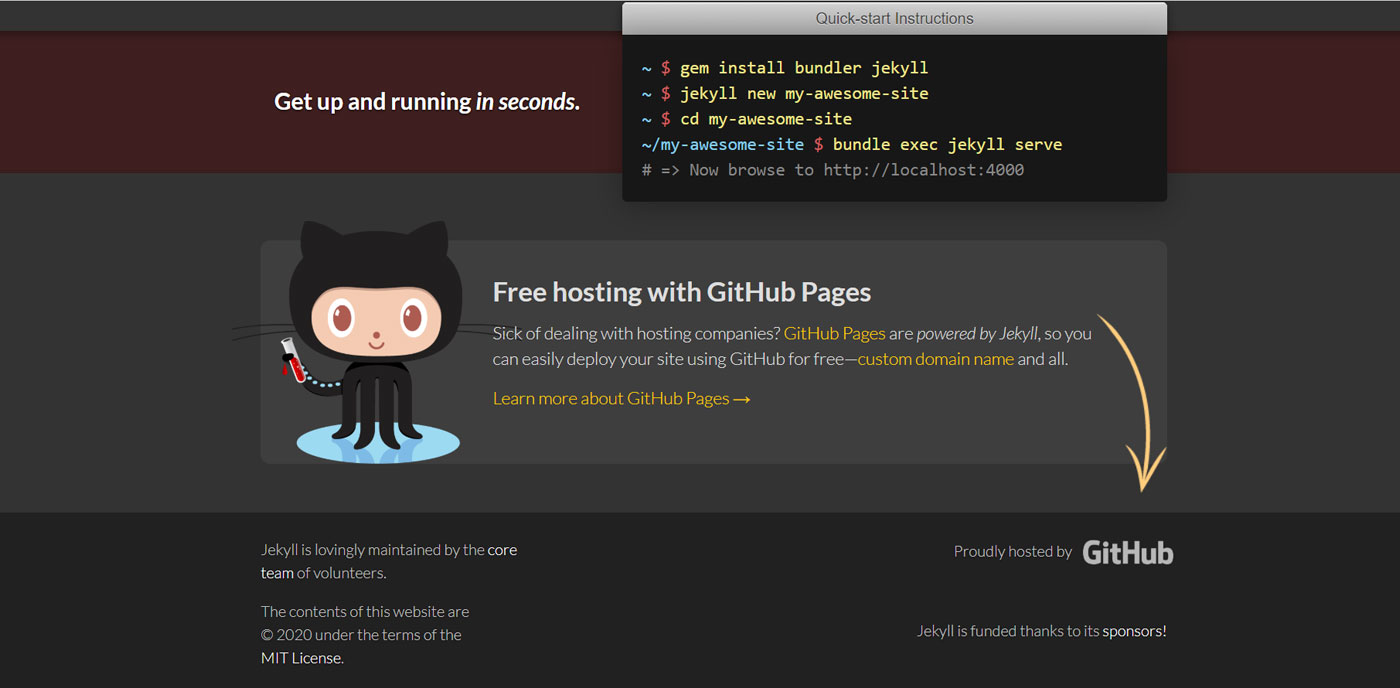 Quick-start Instructions
Get up and running in seconds.
~ $ gem install bundler jekyll
~ $ jekyll new my-awesome-site
~ $ cd my-awesome-site
~/my-awesome-site $ bundle exec jekyll serve
# => Now browse to http://localhost:4000
Free hosting with GitHub Pages
Sick of dealing with hosting companies? GitHub Pages are powered by Jekyll, so you
can easily deploy your site using GitHub for free—custom domain name and all.
Learn more about GitHub Pages →
Jekyll is lovingly maintained by the core
team of volunteers.
The contents of this website are
© 2020 under the terms of the
MIT License.
Proudly hosted by GitHub
Jekyll is funded thanks to its sponsors!